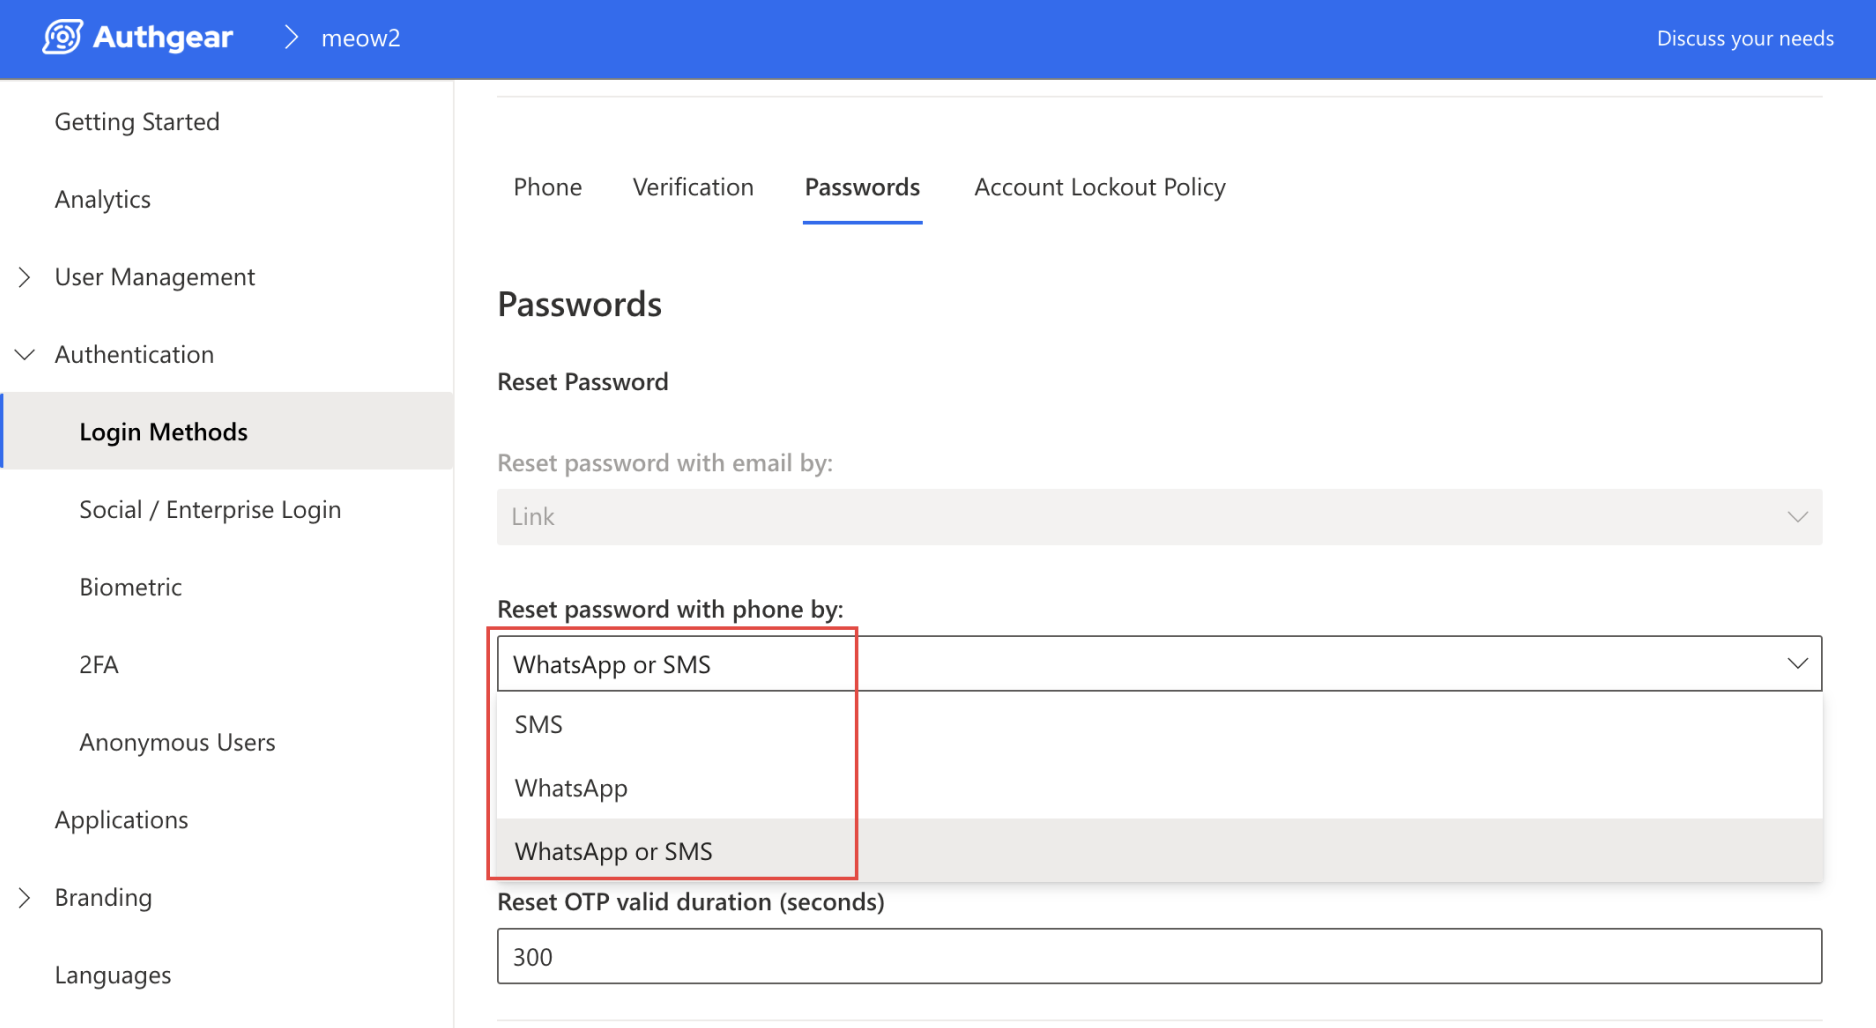 Authgear
meow2
Discuss your needs
Getting Started
Analytics
User Management
Authentication
Login Methods
Social / Enterprise Login
Biometric
2FA
Anonymous Users
Applications
Branding
Languages
Phone
Verification
Passwords
Account Lockout Policy
Passwords
Reset Password
Reset password with email by:
Link
Reset password with phone by:
WhatsApp or SMS
SMS
WhatsApp
WhatsApp or SMS
Reset OTP valid duration (seconds)
300